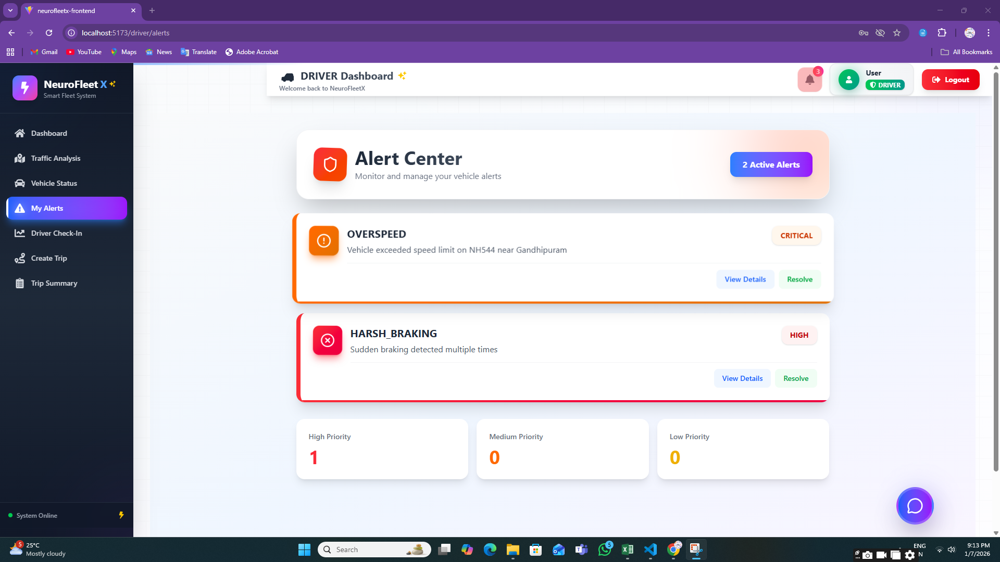 neurofleetx-frontend
localhost:5173/driver/alerts
Gmail
YouTube
Maps
News
Translate
Adobe Acrobat
All Bookmarks
NeuroFleet X
Smart Fleet System
DRIVER Dashboard
Welcome back to NeuroFleetX
3
User
DRIVER
Logout
Dashboard
Traffic Analysis
Vehicle Status
My Alerts
Driver Check-In
Create Trip
Trip Summary
System Online
Alert Center
Monitor and manage your vehicle alerts
2 Active Alerts
OVERSPEED
CRITICAL
Vehicle exceeded speed limit on NH544 near Gandhipuram
View Details
Resolve
HARSH_BRAKING
HIGH
Sudden braking detected multiple times
View Details
Resolve
High Priority
1
Medium Priority
0
Low Priority
0
5
25°C
Mostly cloudy
Search
5
ENG
N
9:13 PM
1/7/2026